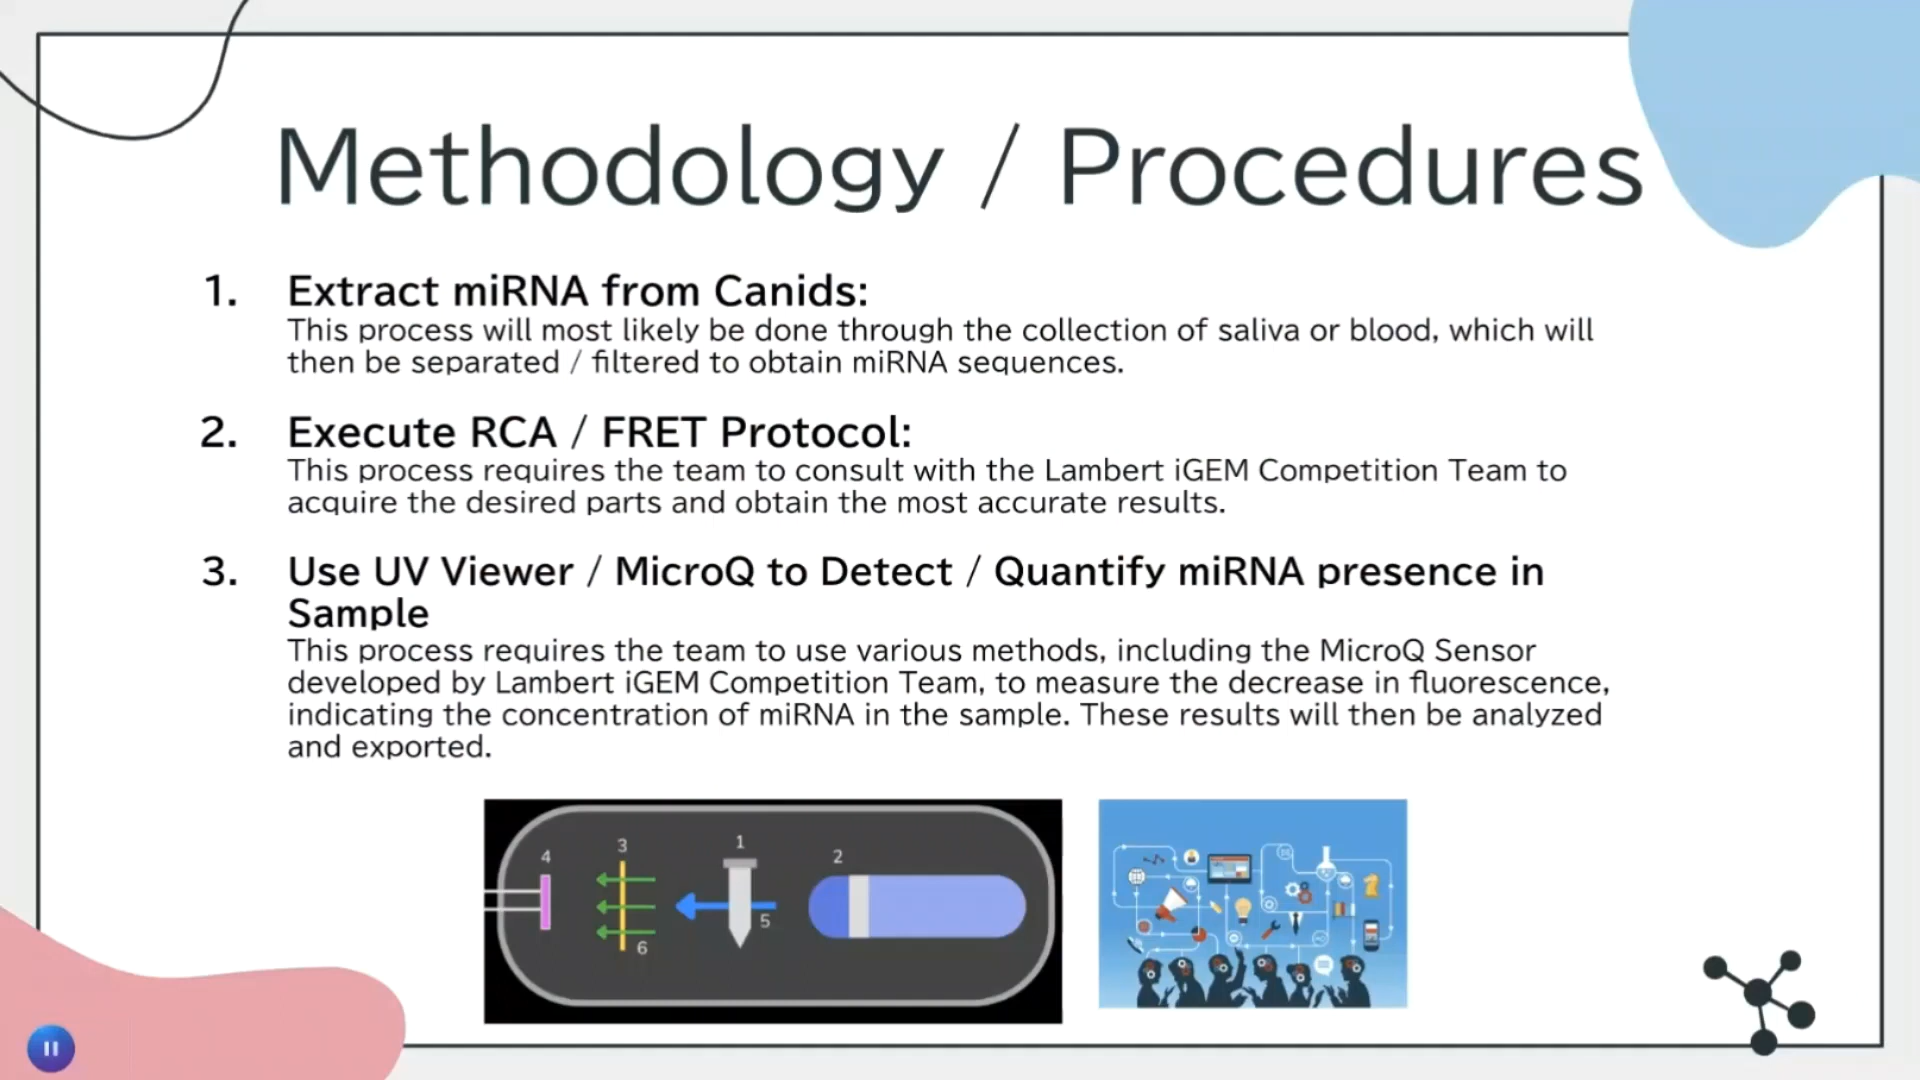 Methodology / Procedures
1. Extract miRNA from Canids:
This process will most likely be done through the collection of saliva or blood, which will
then be separated / filtered to obtain miRNA sequences.
2. Execute RCA / FRET Protocol:
This process requires the team to consult with the Lambert iGEM Competition Team to
acquire the desired parts and obtain the most accurate results.
3. Use UV Viewer / MicroQ to Detect / Quantify miRNA presence in
Sample
This process requires the team to use various methods, including the MicroQ Sensor
developed by Lambert iGEM Competition Team, to measure the decrease in fluorescence,
indicating the concentration of miRNA in the sample. These results will then be analyzed
and exported.
4 3 1 2
5
6